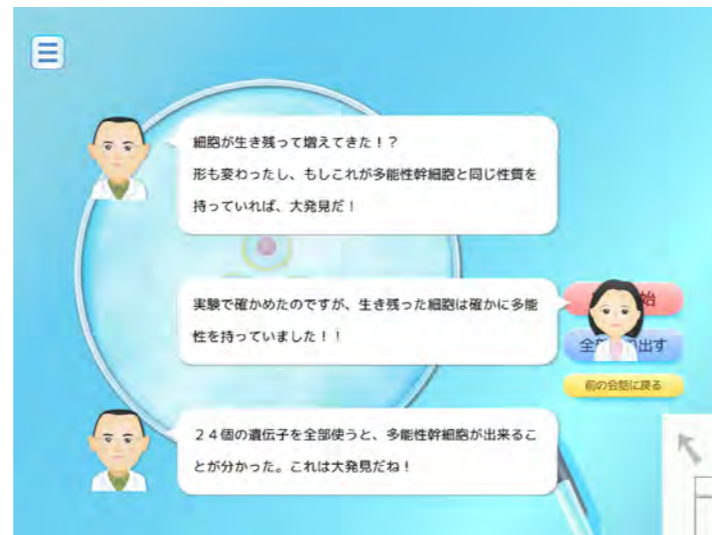 細胞が生き残って増えてきた！？
形も変わったし、もしこれが多能性幹細胞と同じ性質を
持っていれば、大発見だ！
実験で確かめたのですが、生き残った細胞は確かに多能
性を持っていました！！
始
全
出す
前の会話に戻る
２４個の遺伝子を全部使うと、多能性幹細胞が出来るこ
とが分かった。これは大発見だね！